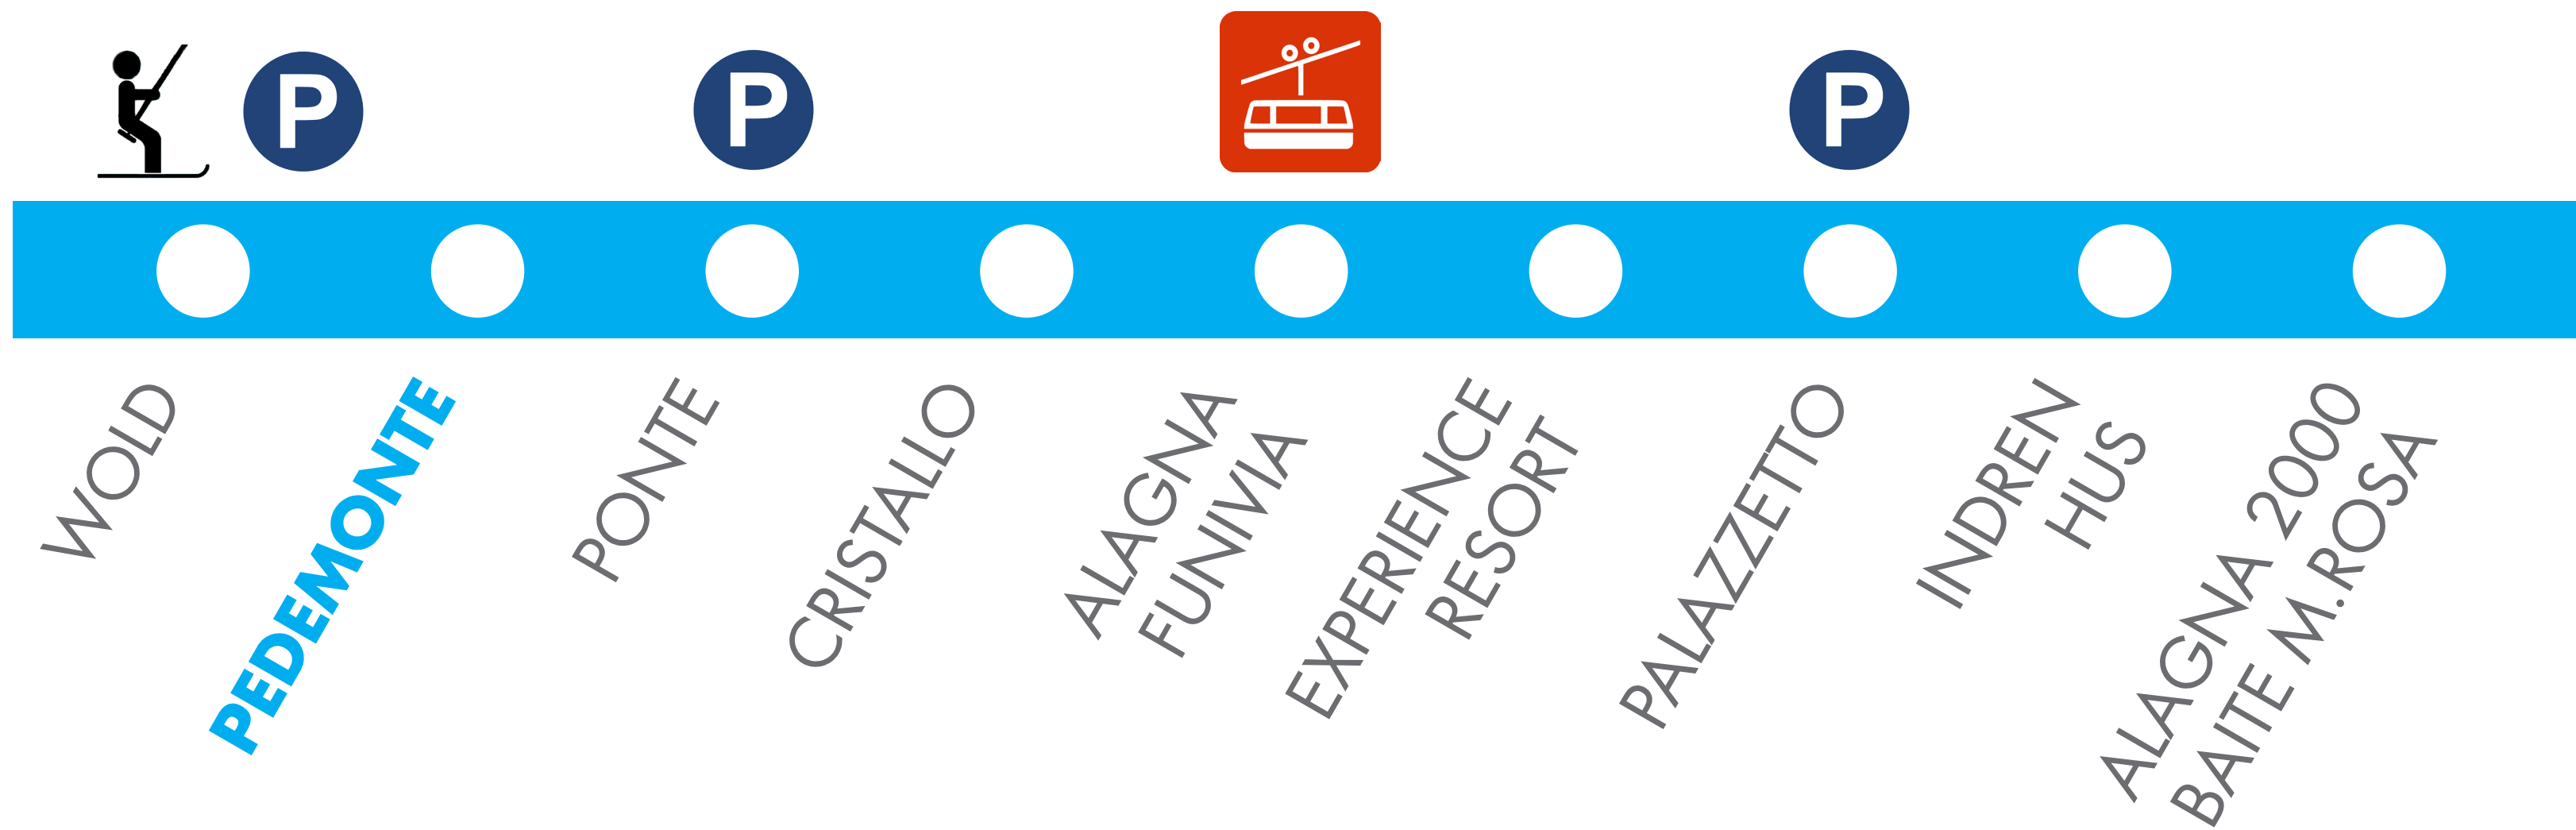 P
P
P
WOLD
PEDEMONTE
PONTE
CRISTALLO
ALAGNA
FUNIVIA
EXPERIENCE
RESORT
PALAZZETTO
INDREN
HUS
ALAGNA 2000
BAITE M.ROSA